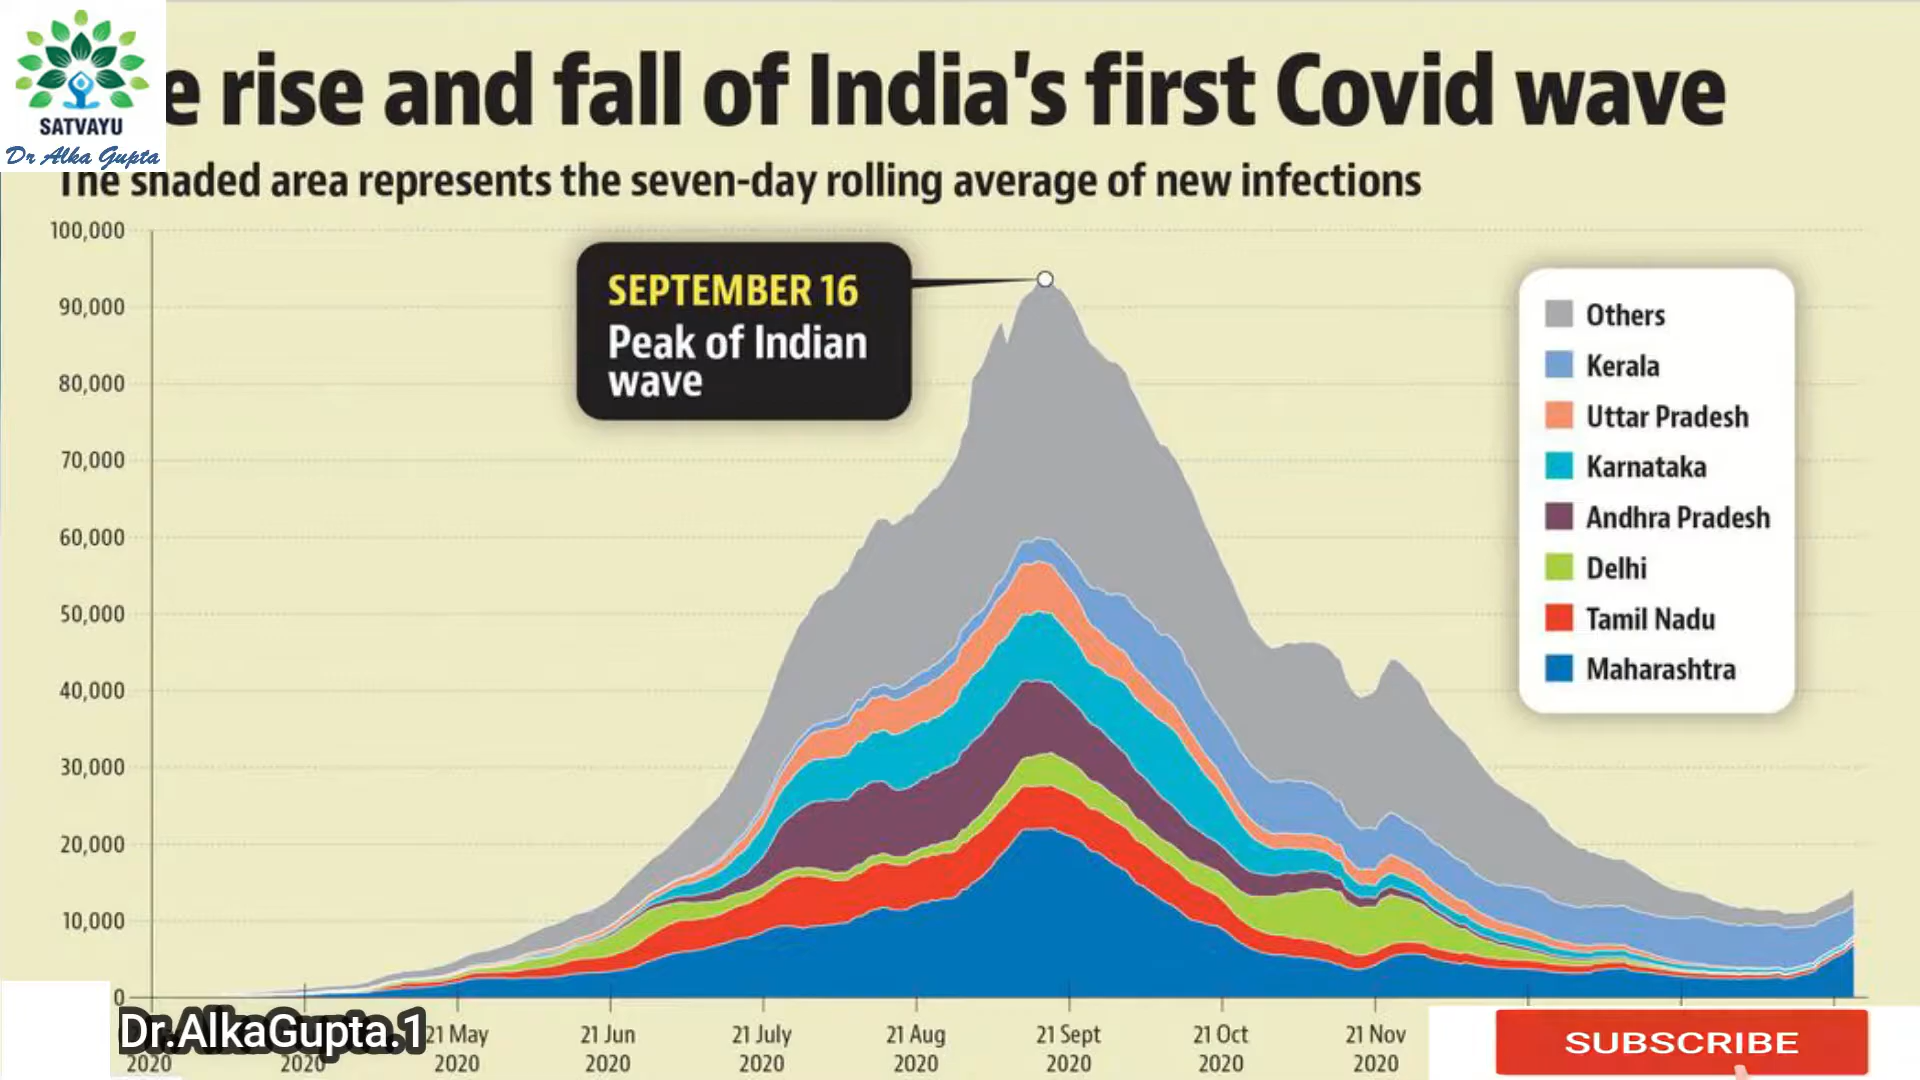 SATVAYU
Dr Alka Gupta
e rise and fall of India's first Covid wave
The shaded area represents the seven-day rolling average of new infections
100,000
90,000
80,000
70,000
60,000
50,000
40,000
30,000
20,000
10,000
0
SEPTEMBER 16
Peak of Indian
wave
Others
Kerala
Uttar Pradesh
Karnataka
Andhra Pradesh
Delhi
Tamil Nadu
Maharashtra
Dr.AlkaGupta.1
21 May 21 Jun 21 July 21 Aug 21 Sept 21 Oct 21 Nov
2020 2020 2020 2020 2020 2020 2020 2020 2020
SUBSCRIBE